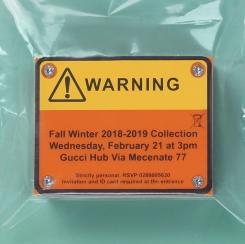 WARNING
Fall Winter 2018-2019 Collection
Wednesday, February 21 at 3pm
Gucci Hub Via Mecenate 77
Strictly personal. RSVP 0288005630
Invitation and ID card required at the entrance